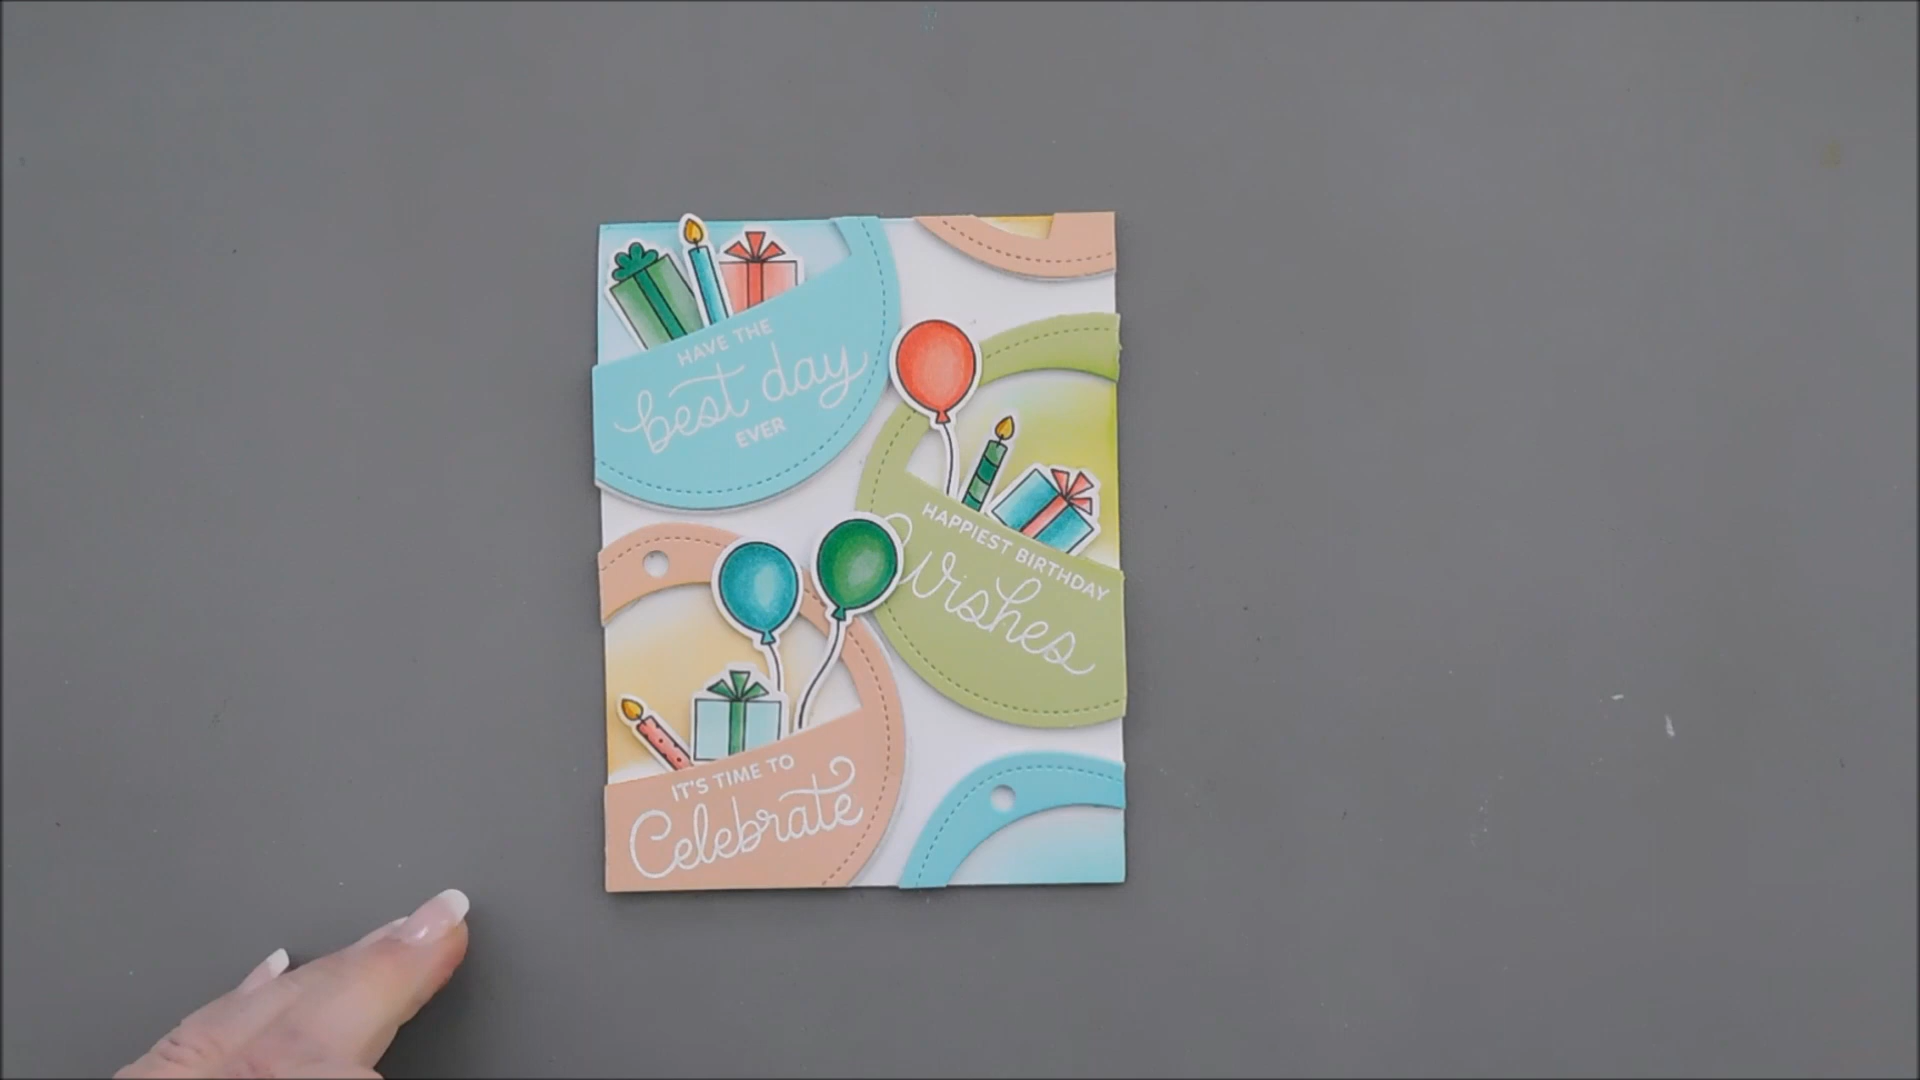 HAVE THE
best day
EVER
HAPPIEST BIRTHDAY
Wishes
IT'S TIME TO
Celebrate